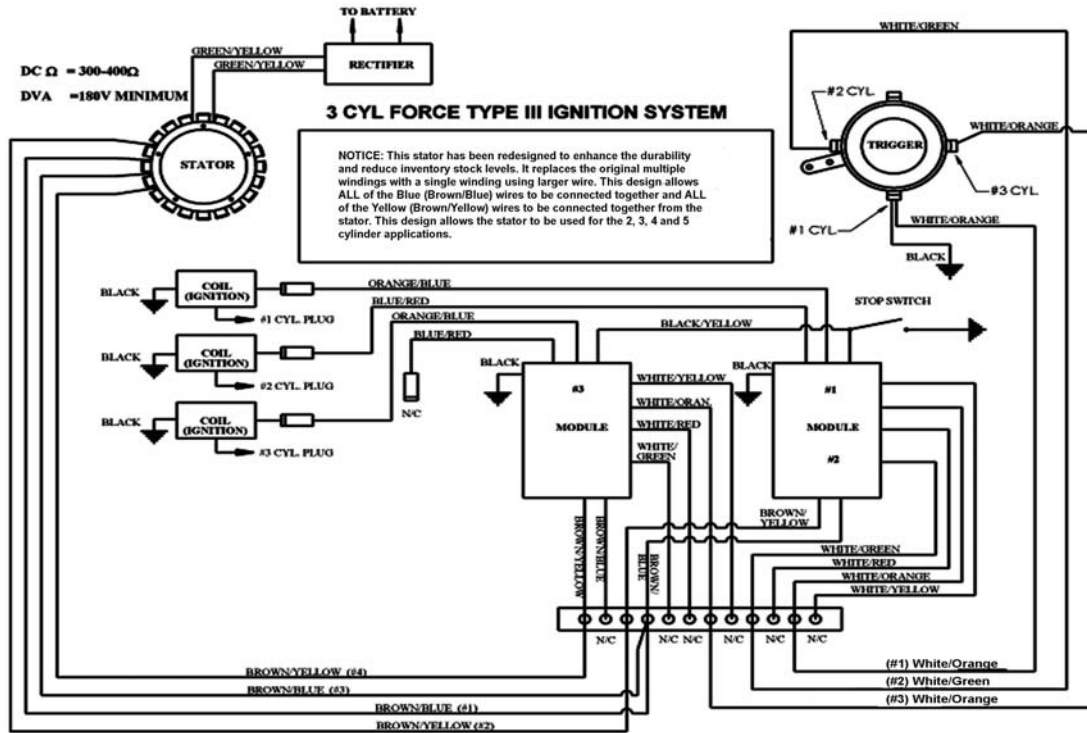 TO BATTERY
WHITE/GREEN
GREEN/YELLOW
GREEN/YELLOW
RECTIFIER
DC Ω = 300-400Ω
DVA =180V MINIMUM
#2 CYL.
3 CYL FORCE TYPE III IGNITION SYSTEM
WHITE/ORANGE
TRIGGER
STATOR
NOTICE: This stator has been redesigned to enhance the durability
and reduce inventory stock levels. It replaces the original multiple
windings with a single winding using larger wire. This design allows
ALL of the Blue (Brown/Blue) wires to be connected together and ALL
of the Yellow (Brown/Yellow) wires to be connected together from the
stator. This design allows the stator to be used for the 2, 3, 4 and 5
cylinder applications.
#3 CYL.
WHITE/ORANGE
#1 CYL.
BLACK
ORANGE/BLUE
BLACK
COIL
(IGNITION)
BLUE/RED
STOP SWITCH
#1 CYL. PLUG
ORANGE/BLUE
BLACK/YELLOW
BLUE/RED
BLACK
COIL
(IGNITION)
BLACK
BLACK
#2 CYL. PLUG
WHITE/YELLOW
#3
#1
N/C
WHITE/ORAN.
BLACK
COIL
(IGNITION)
MODULE
WHITE/RED
MODULE
#3 CYL. PLUG
WHITE/
GREEN
#2
BROWN/YELLOW
BROWN/BLUE
BROWN/
BLUE
BROWN/
YELLOW
WHITE/GREEN
WHITE/RED
WHITE/ORANGE
WHITE/YELLOW
N/C
N/C
N/C
N/C
N/C
N/C
BROWN/YELLOW (#4)
(#1) White/Orange
BROWN/BLUE (#3)
(#2) White/Green
BROWN/BLUE (#1)
(#3) White/Orange
BROWN/YELLOW (#2)